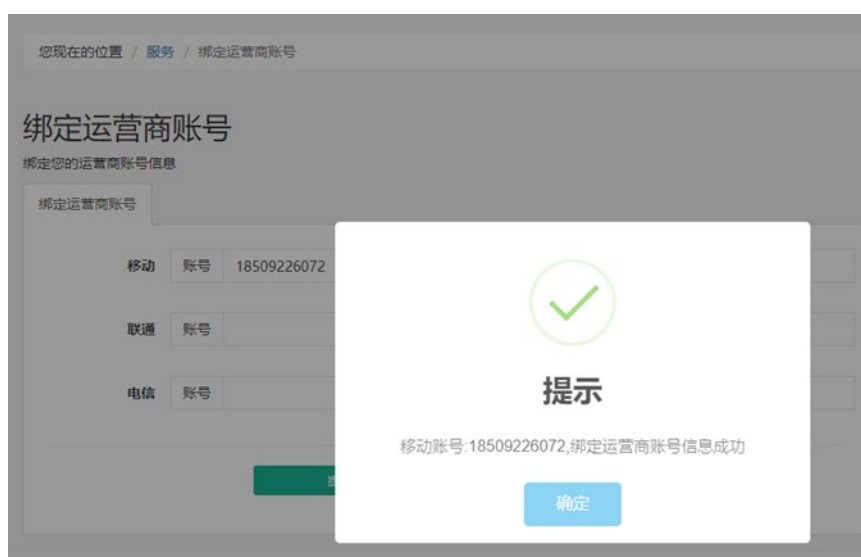 您现在的位置 / 服务 / 绑定运营商账号
绑定运营商账号
绑定您的运营商账号信息
绑定运营商账号
移动 账号 18509226072
联通 账号
电信 账号
提示
移动账号:18509226072,绑定运营商账号信息成功
确定